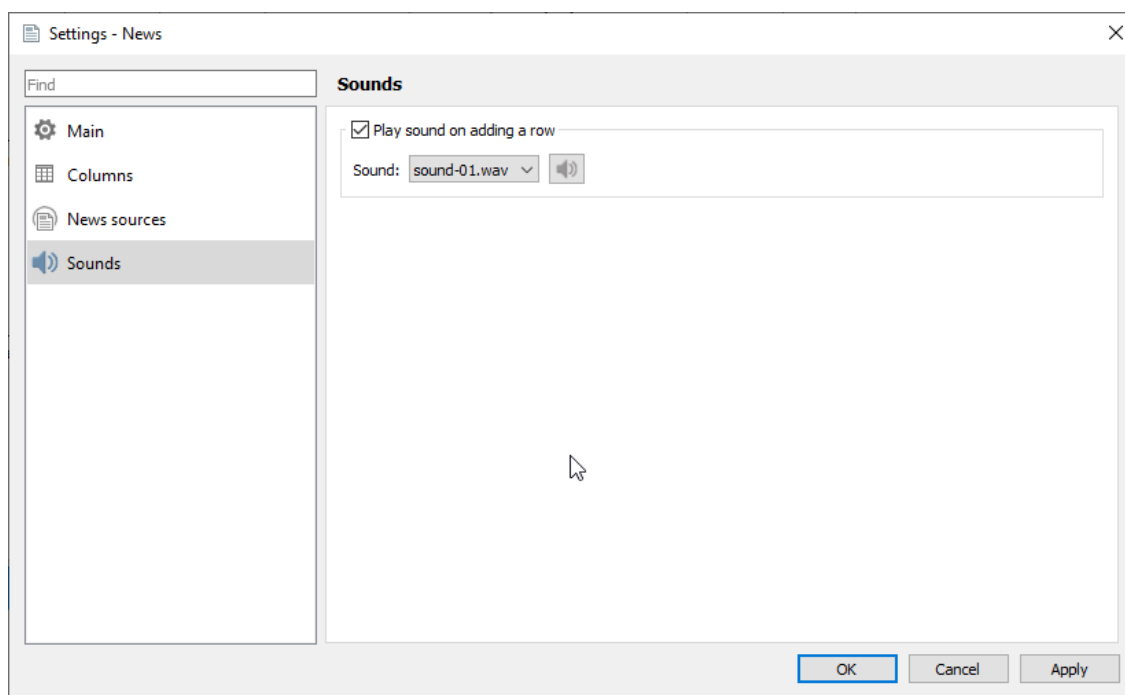 Settings - News
Find
Main
Columns
News sources
Sounds
Sounds
Play sound on adding a row
Sound: sound-01.wav
OK Cancel Apply